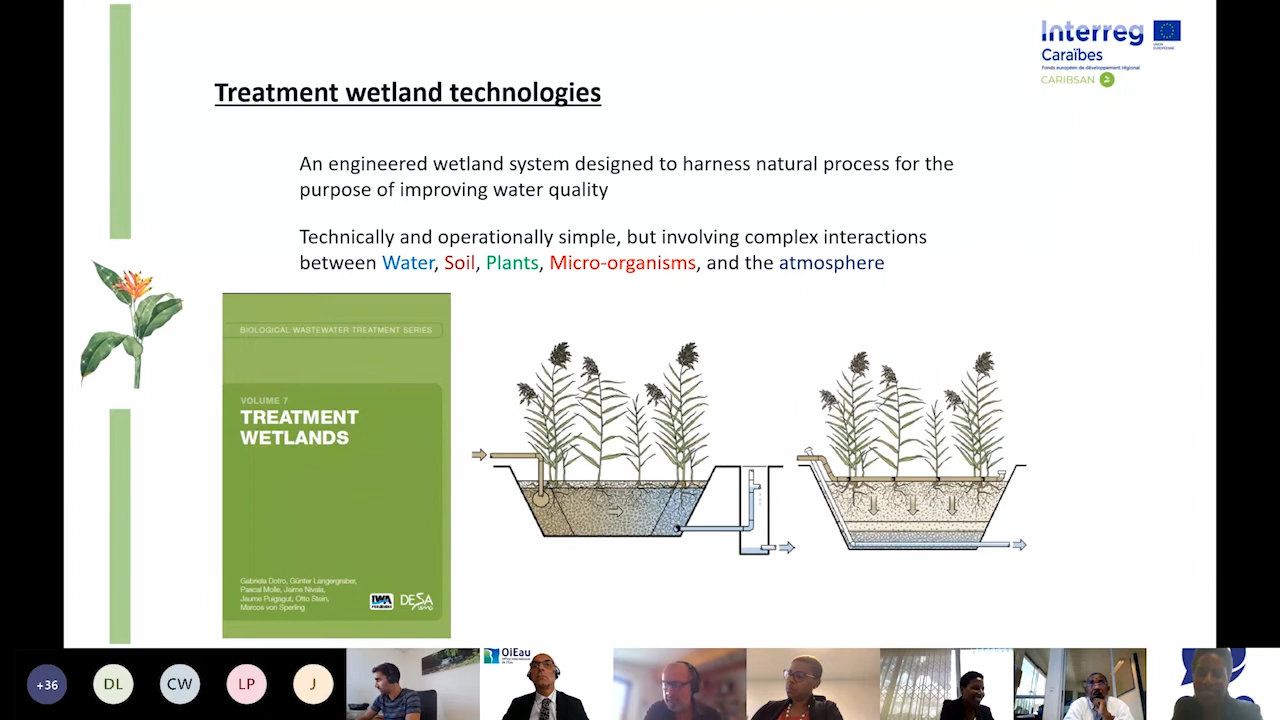 Interreg
UNION EUROPÉENNE
Caraïbes
Fonds européen de développement régional
CARIBSAN
Treatment wetland technologies
An engineered wetland system designed to harness natural process for the
purpose of improving water quality
Technically and operationally simple, but involving complex interactions
between Water, Soil, Plants, Micro-organisms, and the atmosphere
BIOLOGICAL WASTEWATER TREATMENT SERIES
VOLUME 7
TREATMENT
WETLANDS
Gabriela Dotro, Günter Langergraber,
Pascal Molle, Jaime Nivala,
Jaume Puigagut, Otto Stein,
Marcos von Sperling
IWA
DESA
+36
DL
CW
LP
J
OiEau